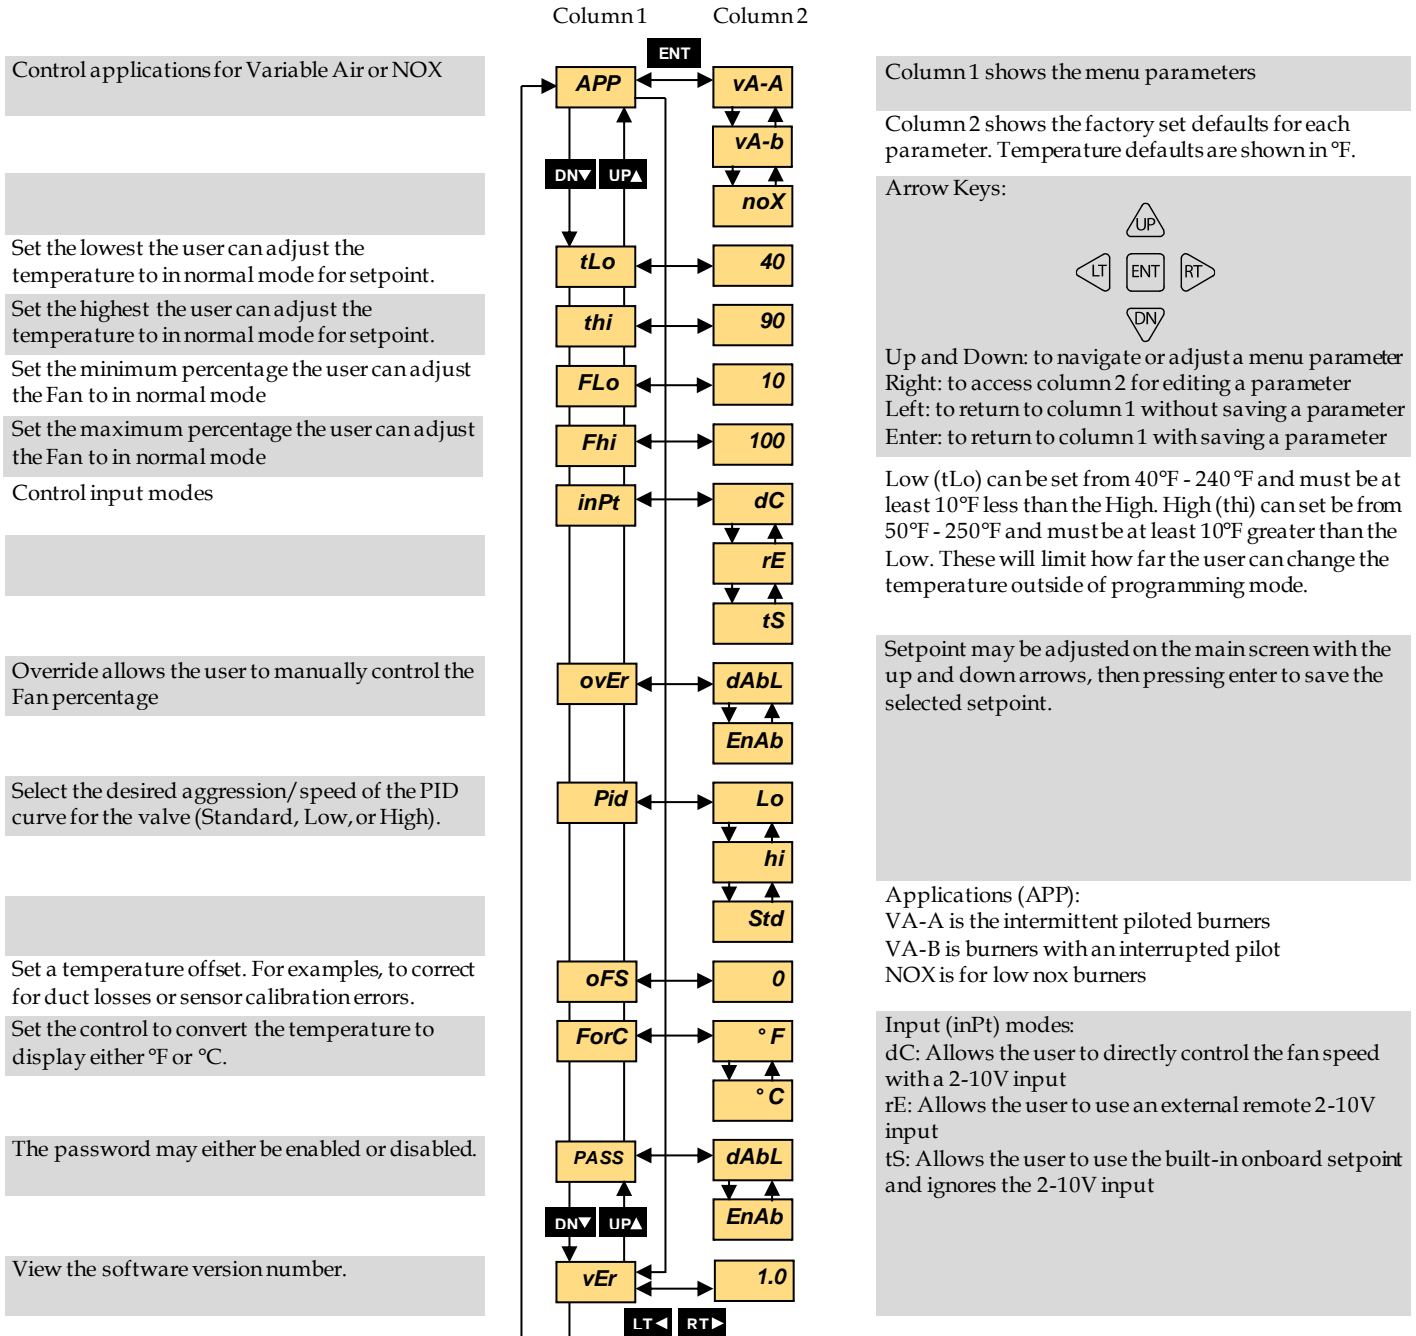 Column 1 Column 2
ENT
Control applications for Variable Air or NOX
APP vA-A
vA-b
DN▼ UP▲
noX
Set the lowest the user can adjust the
temperature to in normal mode for setpoint.
tLo 40
Set the highest the user can adjust the
temperature to in normal mode for setpoint.
thi 90
Set the minimum percentage the user can adjust
the Fan to in normal mode
FLo 10
Set the maximum percentage the user can adjust
the Fan to in normal mode
Fhi 100
Control input modes
inPt dC
rE
tS
Override allows the user to manually control the
Fan percentage
ovEr dAbL
EnAb
Select the desired aggression/speed of the PID
curve for the valve (Standard, Low, or High).
Pid Lo
hi
Std
Set a temperature offset. For examples, to correct
for duct losses or sensor calibration errors.
oFS 0
Set the control to convert the temperature to
display either °F or °C.
ForC °F
°C
The password may either be enabled or disabled.
PASS dAbL
EnAb
DN▼ UP▲
View the software version number.
vEr 1.0
LT◄ RT►
Column 1 shows the menu parameters
Column 2 shows the factory set defaults for each
parameter. Temperature defaults are shown in °F.
Arrow Keys:
UP
LT ENT RT
DN
Up and Down: to navigate or adjust a menu parameter
Right: to access column 2 for editing a parameter
Left: to return to column 1 without saving a parameter
Enter: to return to column 1 with saving a parameter
Low (tLo) can be set from 40°F - 240°F and must be at
least 10°F less than the High. High (thi) can set be from
50°F - 250°F and must be at least 10°F greater than the
Low. These will limit how far the user can change the
temperature outside of programming mode.
Setpoint may be adjusted on the main screen with the
up and down arrows, then pressing enter to save the
selected setpoint.
Applications (APP):
VA-A is the intermittent piloted burners
VA-B is burners with an interrupted pilot
NOX is for low nox burners
Input (inPt) modes:
dC: Allows the user to directly control the fan speed
with a 2-10V input
rE: Allows the user to use an external remote 2-10V
input
tS: Allows the user to use the built-in onboard setpoint
and ignores the 2-10V input